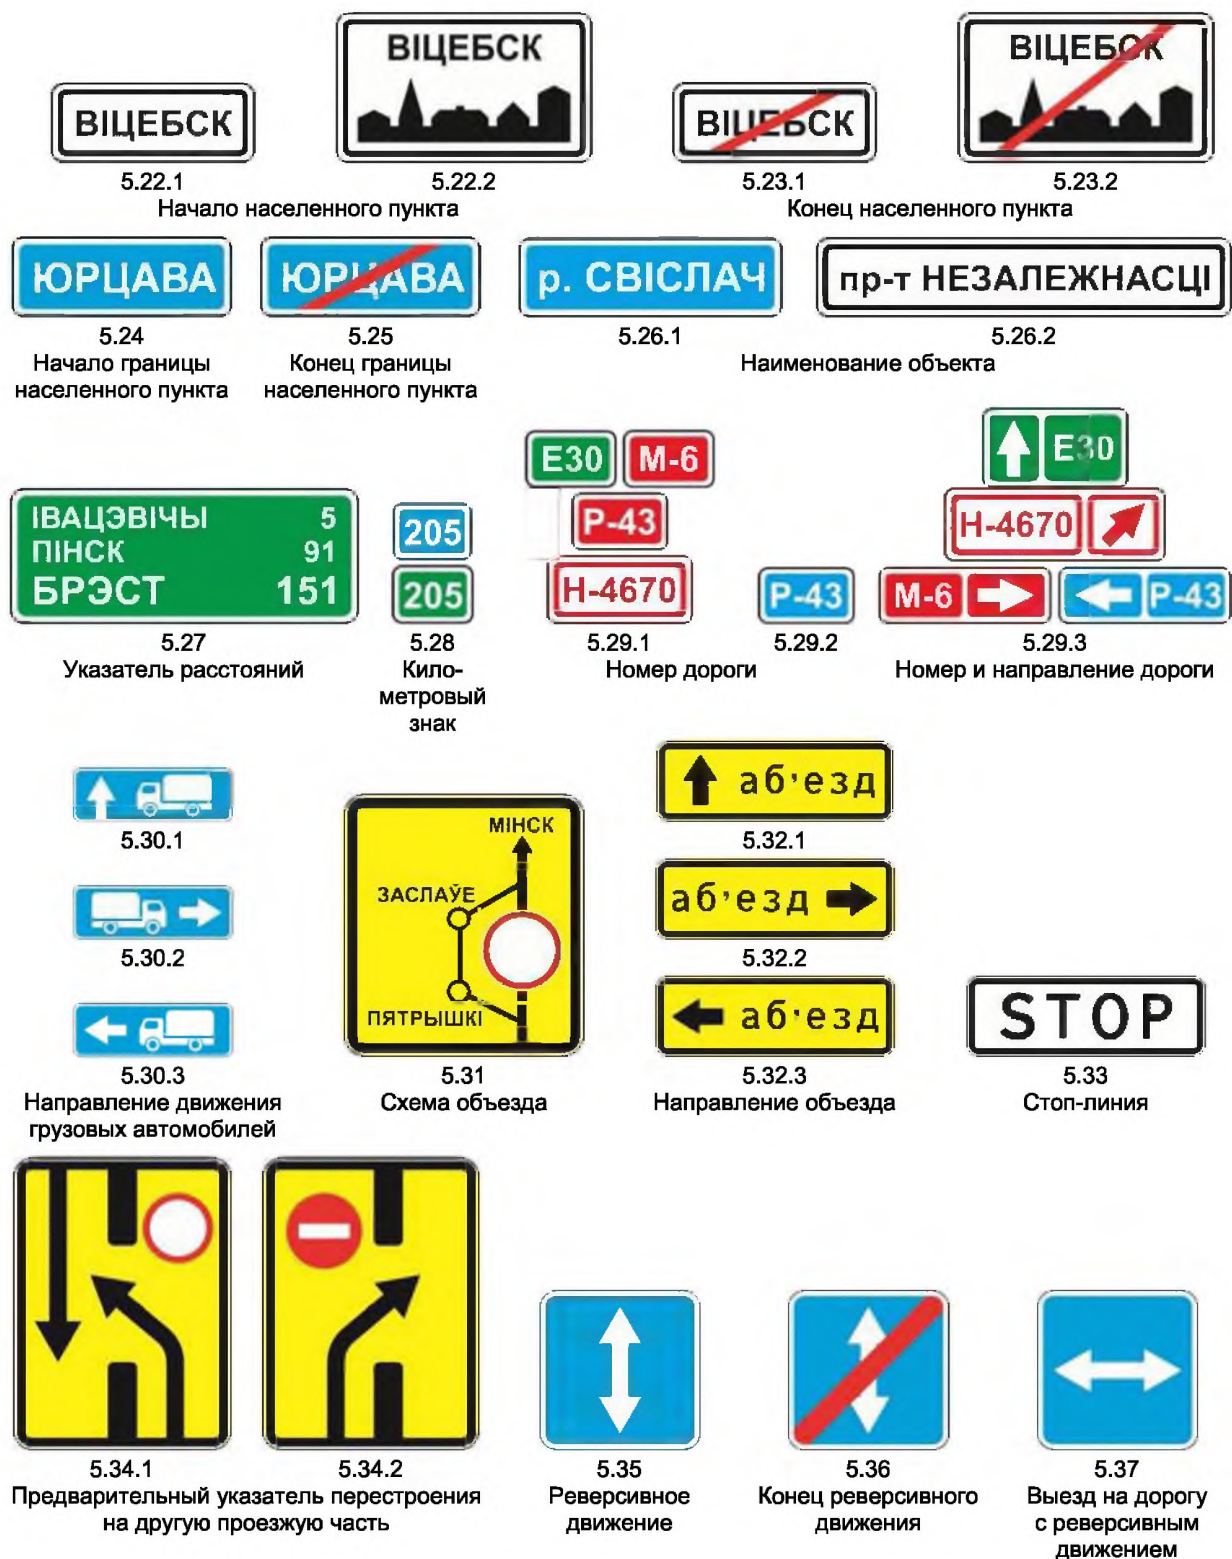 ВІЦЕБСК
ВІЦЕБСК
ВІЦЕБСК
ВІЦЕБСК
5.22.1
5.22.2
5.23.1
5.23.2
Начало населенного пункта
Конец населенного пункта
ЮРЦАВА
ЮРЦАВА
р. СВІСЛАЧ
пр-т НЕЗАЛЕЖНАСЦІ
5.24
5.25
5.26.1
5.26.2
Начало границы
населенного пункта
Конец границы
населенного пункта
Наименование объекта
ІВАЦЭВІЧЫ 5
ПІНСК 91
БРЭСТ 151
205
205
Е30
М-6
Р-43
Н-4670
Р-43
Е30
Н-4670
М-6
Р-43
5.27
5.28
5.29.1
5.29.2
5.29.3
Указатель расстояний
Кило-
метровый
знак
Номер дороги
Номер и направление дороги
5.30.1
5.30.2
5.30.3
Направление движения
грузовых автомобилей
МІНСК
ЗАСЛАЎЕ
ПЯТРЫШКІ
5.31
Схема объезда
аб'езд
5.32.1
аб'езд
5.32.2
аб'езд
5.32.3
Направление объезда
STOP
5.33
Стоп-линия
5.34.1
5.34.2
5.35
5.36
5.37
Предварительный указатель перестроения
на другую проезжую часть
Реверсивное
движение
Конец реверсивного
движения
Выезд на дорогу
с реверсивным
движением